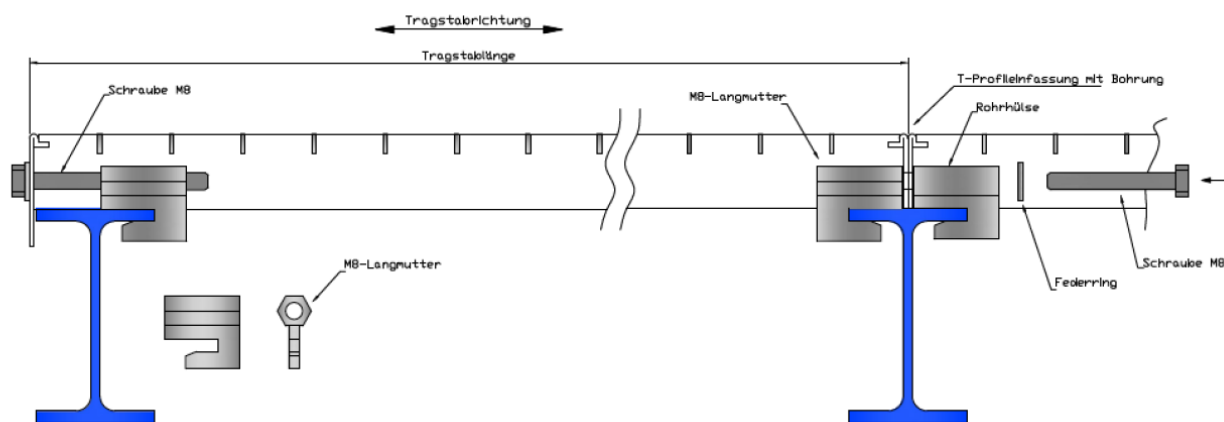 Tragstabrichtung
Tragstablänge
Schraube M8
T-Profileinfassung mit Bohrung
M8-Langmutter
Rohrhülse
M8-Langmutter
Schraube M8
Federring